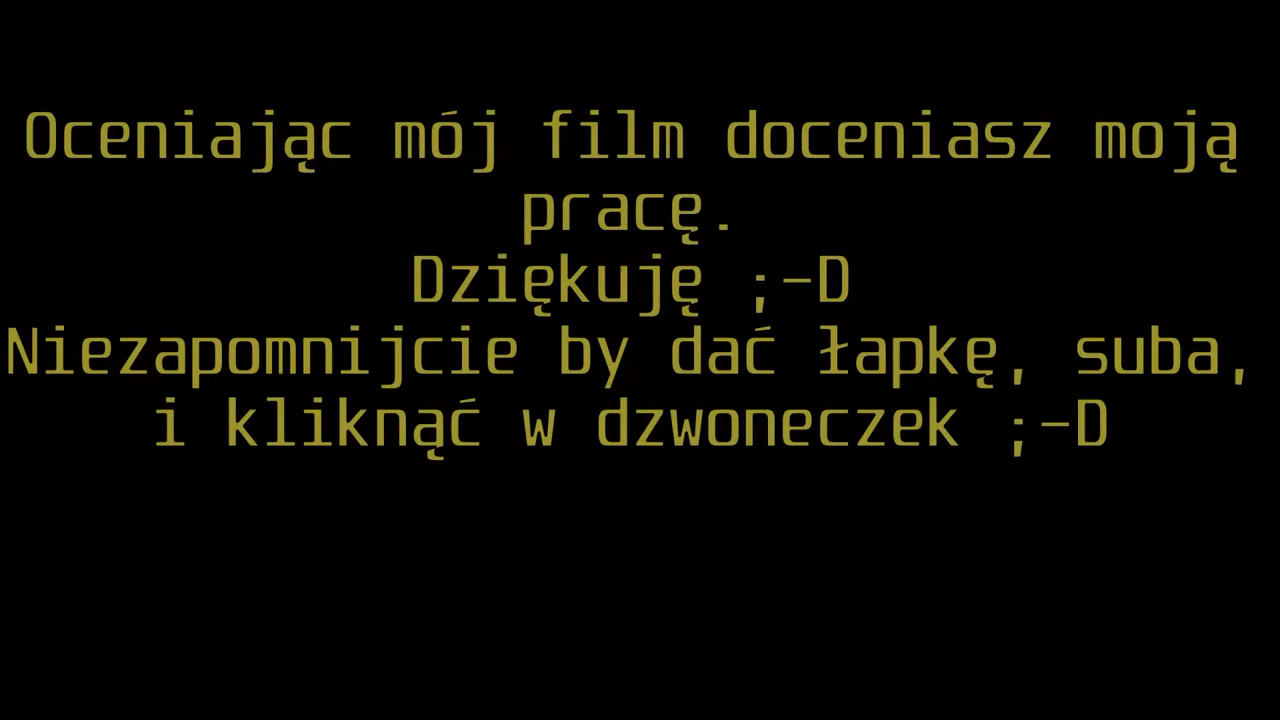 Oceniając mój film doceniasz moją
pracę.
Dziękuję ;-D
Niezapomnijcie by dać łapkę, suba,
i kliknąć w dzwoneczek ;-D